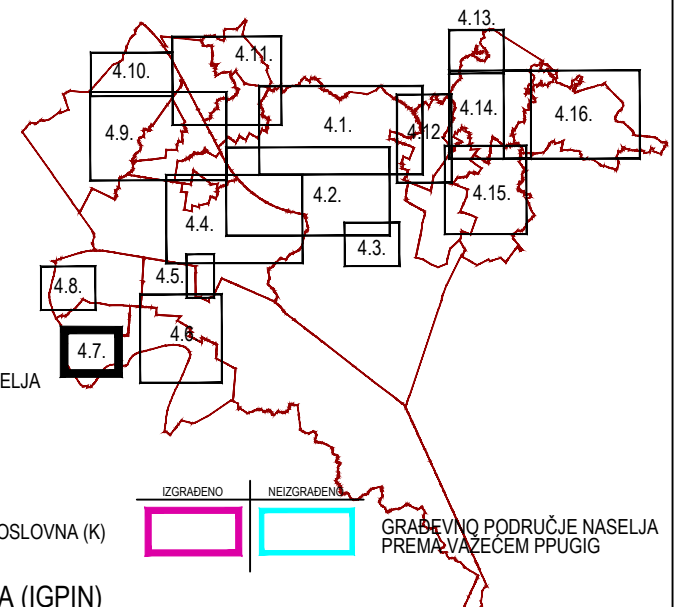 4.13.
4.11.
4.10.
4.1.
4.14.
4.16.
4.9.
4.12.
4.2.
4.15.
4.4.
4.3.
4.5.
4.8.
4.6.
4.7.
ELJA
IZGRAĐENO
NEIZGRAĐENO
OSLOVNA (K)
GRAĐEVNO PODRUČJE NASELJA
PREMA VAŽEĆEM PPUGIG
A (IGPIN)